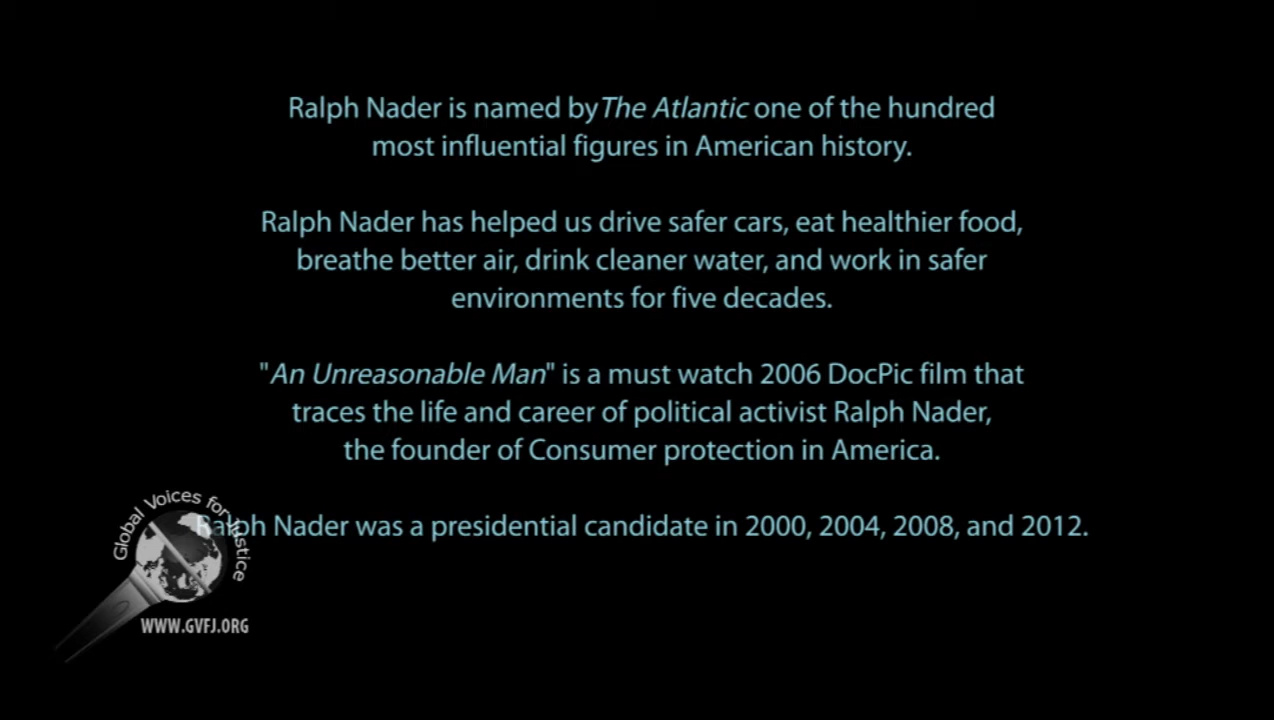 Ralph Nader is named by The Atlantic one of the hundred
most influential figures in American history.
Ralph Nader has helped us drive safer cars, eat healthier food,
breathe better air, drink cleaner water, and work in safer
environments for five decades.
"An Unreasonable Man" is a must watch 2006 DocPic film that
traces the life and career of political activist Ralph Nader,
the founder of Consumer protection in America.
Ralph Nader was a presidential candidate in 2000, 2004, 2008, and 2012.
Global Voices for Justice
WWW.GVFJ.ORG